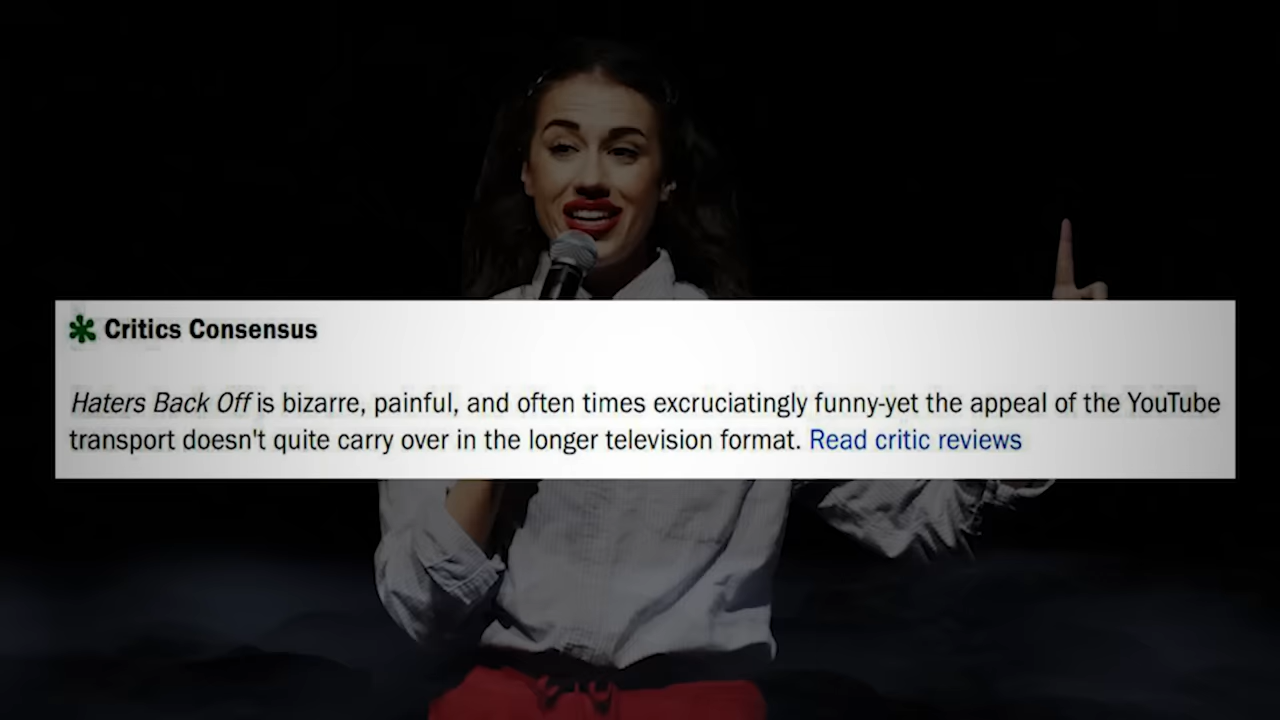 Critics Consensus
Haters Back Off is bizarre, painful, and often times excruciatingly funny-yet the appeal of the YouTube
transport doesn't quite carry over in the longer television format. Read critic reviews